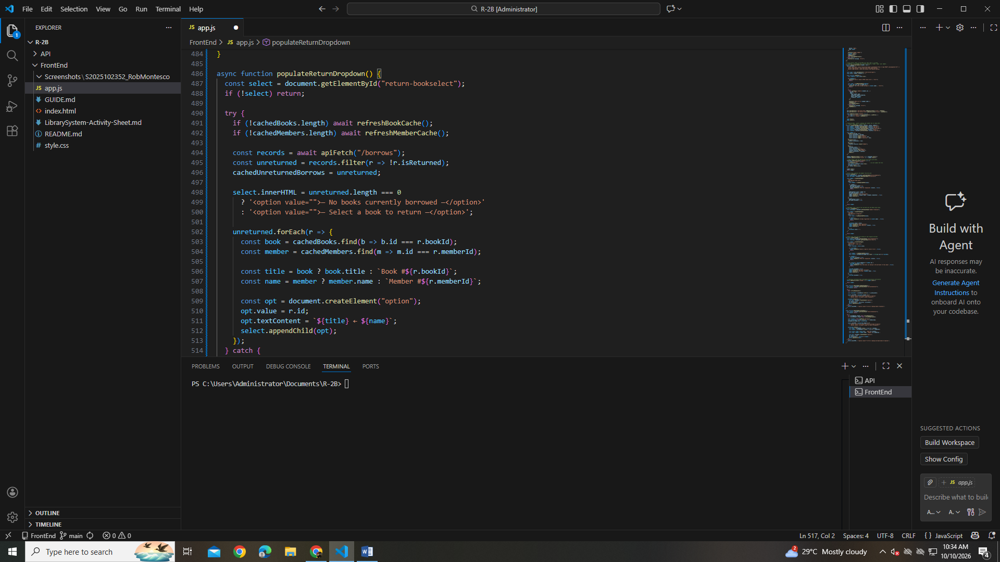 File Edit Selection View Go Run Terminal Help
R-2B [Administrator]
EXPLORER
R-2B
API
FrontEnd
Screenshots\S2025102352_RobMontesco
JS app.js
GUIDE.md
index.html
LibrarySystem-Activity-Sheet.md
README.md
# style.css
OUTLINE
TIMELINE
JS app.js
FrontEnd > JS app.js > populateReturnDropdown
484 }
485
486 async function populateReturnDropdown() {
487 const select = document.getElementById("return-bookselect");
488 if (!select) return;
489
490 try {
491 if (!cachedBooks.length) await refreshBookCache();
492 if (!cachedMembers.length) await refreshMemberCache();
493
494 const records = await apiFetch("/borrows");
495 const unreturned = records.filter(r => !r.isReturned);
496 cachedUnreturnedBorrows = unreturned;
497
498 select.innerHTML = unreturned.length === 0
499 ? '<option value="">— No books currently borrowed —</option>'
500 : '<option value="">— Select a book to return —</option>';
501
502 unreturned.forEach(r => {
503 const book = cachedBooks.find(b => b.id === r.bookId);
504 const member = cachedMembers.find(m => m.id === r.memberId);
505
506 const title = book ? book.title : `Book #${r.bookId}`;
507 const name = member ? member.name : `Member #${r.memberId}`;
508
509 const opt = document.createElement("option");
510 opt.value = r.id;
511 opt.textContent = `${title} ← ${name}`;
512 select.appendChild(opt);
513 });
514 } catch {
PROBLEMS OUTPUT DEBUG CONSOLE TERMINAL PORTS
PS C:\Users\Administrator\Documents\R-2B>
API
FrontEnd
Build with
Agent
AI responses may
be inaccurate.
Generate Agent
Instructions to
onboard AI onto
your codebase.
SUGGESTED ACTIONS
Build Workspace
Show Config
+ JS app.js
Describe what to buil
A... A.
FrontEnd main 0 0
Ln 517, Col 2 Spaces: 4 UTF-8 CRLF { } JavaScript
Type here to search
2 29°C Mostly cloudy
10:34 AM
10/10/2026
4
1